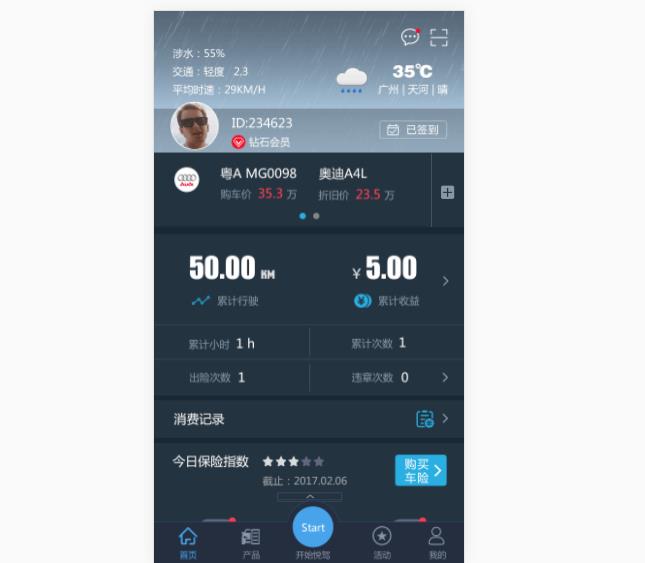 涉水：55%
交通：轻度 2,3
平均时速：29KM/H
35℃
广州 | 天河 | 晴
ID:234623
钻石会员
已签到
Audi
粤A MG0098 奥迪A4L
购车价 35.3 万 折旧价 23.5 万
50.00 KM ¥ 5.00
累计行驶 累计收益
累计小时 1 h 累计次数 1
出险次数 1 违章次数 0
消费记录
今日保险指数
截止：2017.02.06
购买
车险
Start
首页 产品 开始悦驾 活动 我的